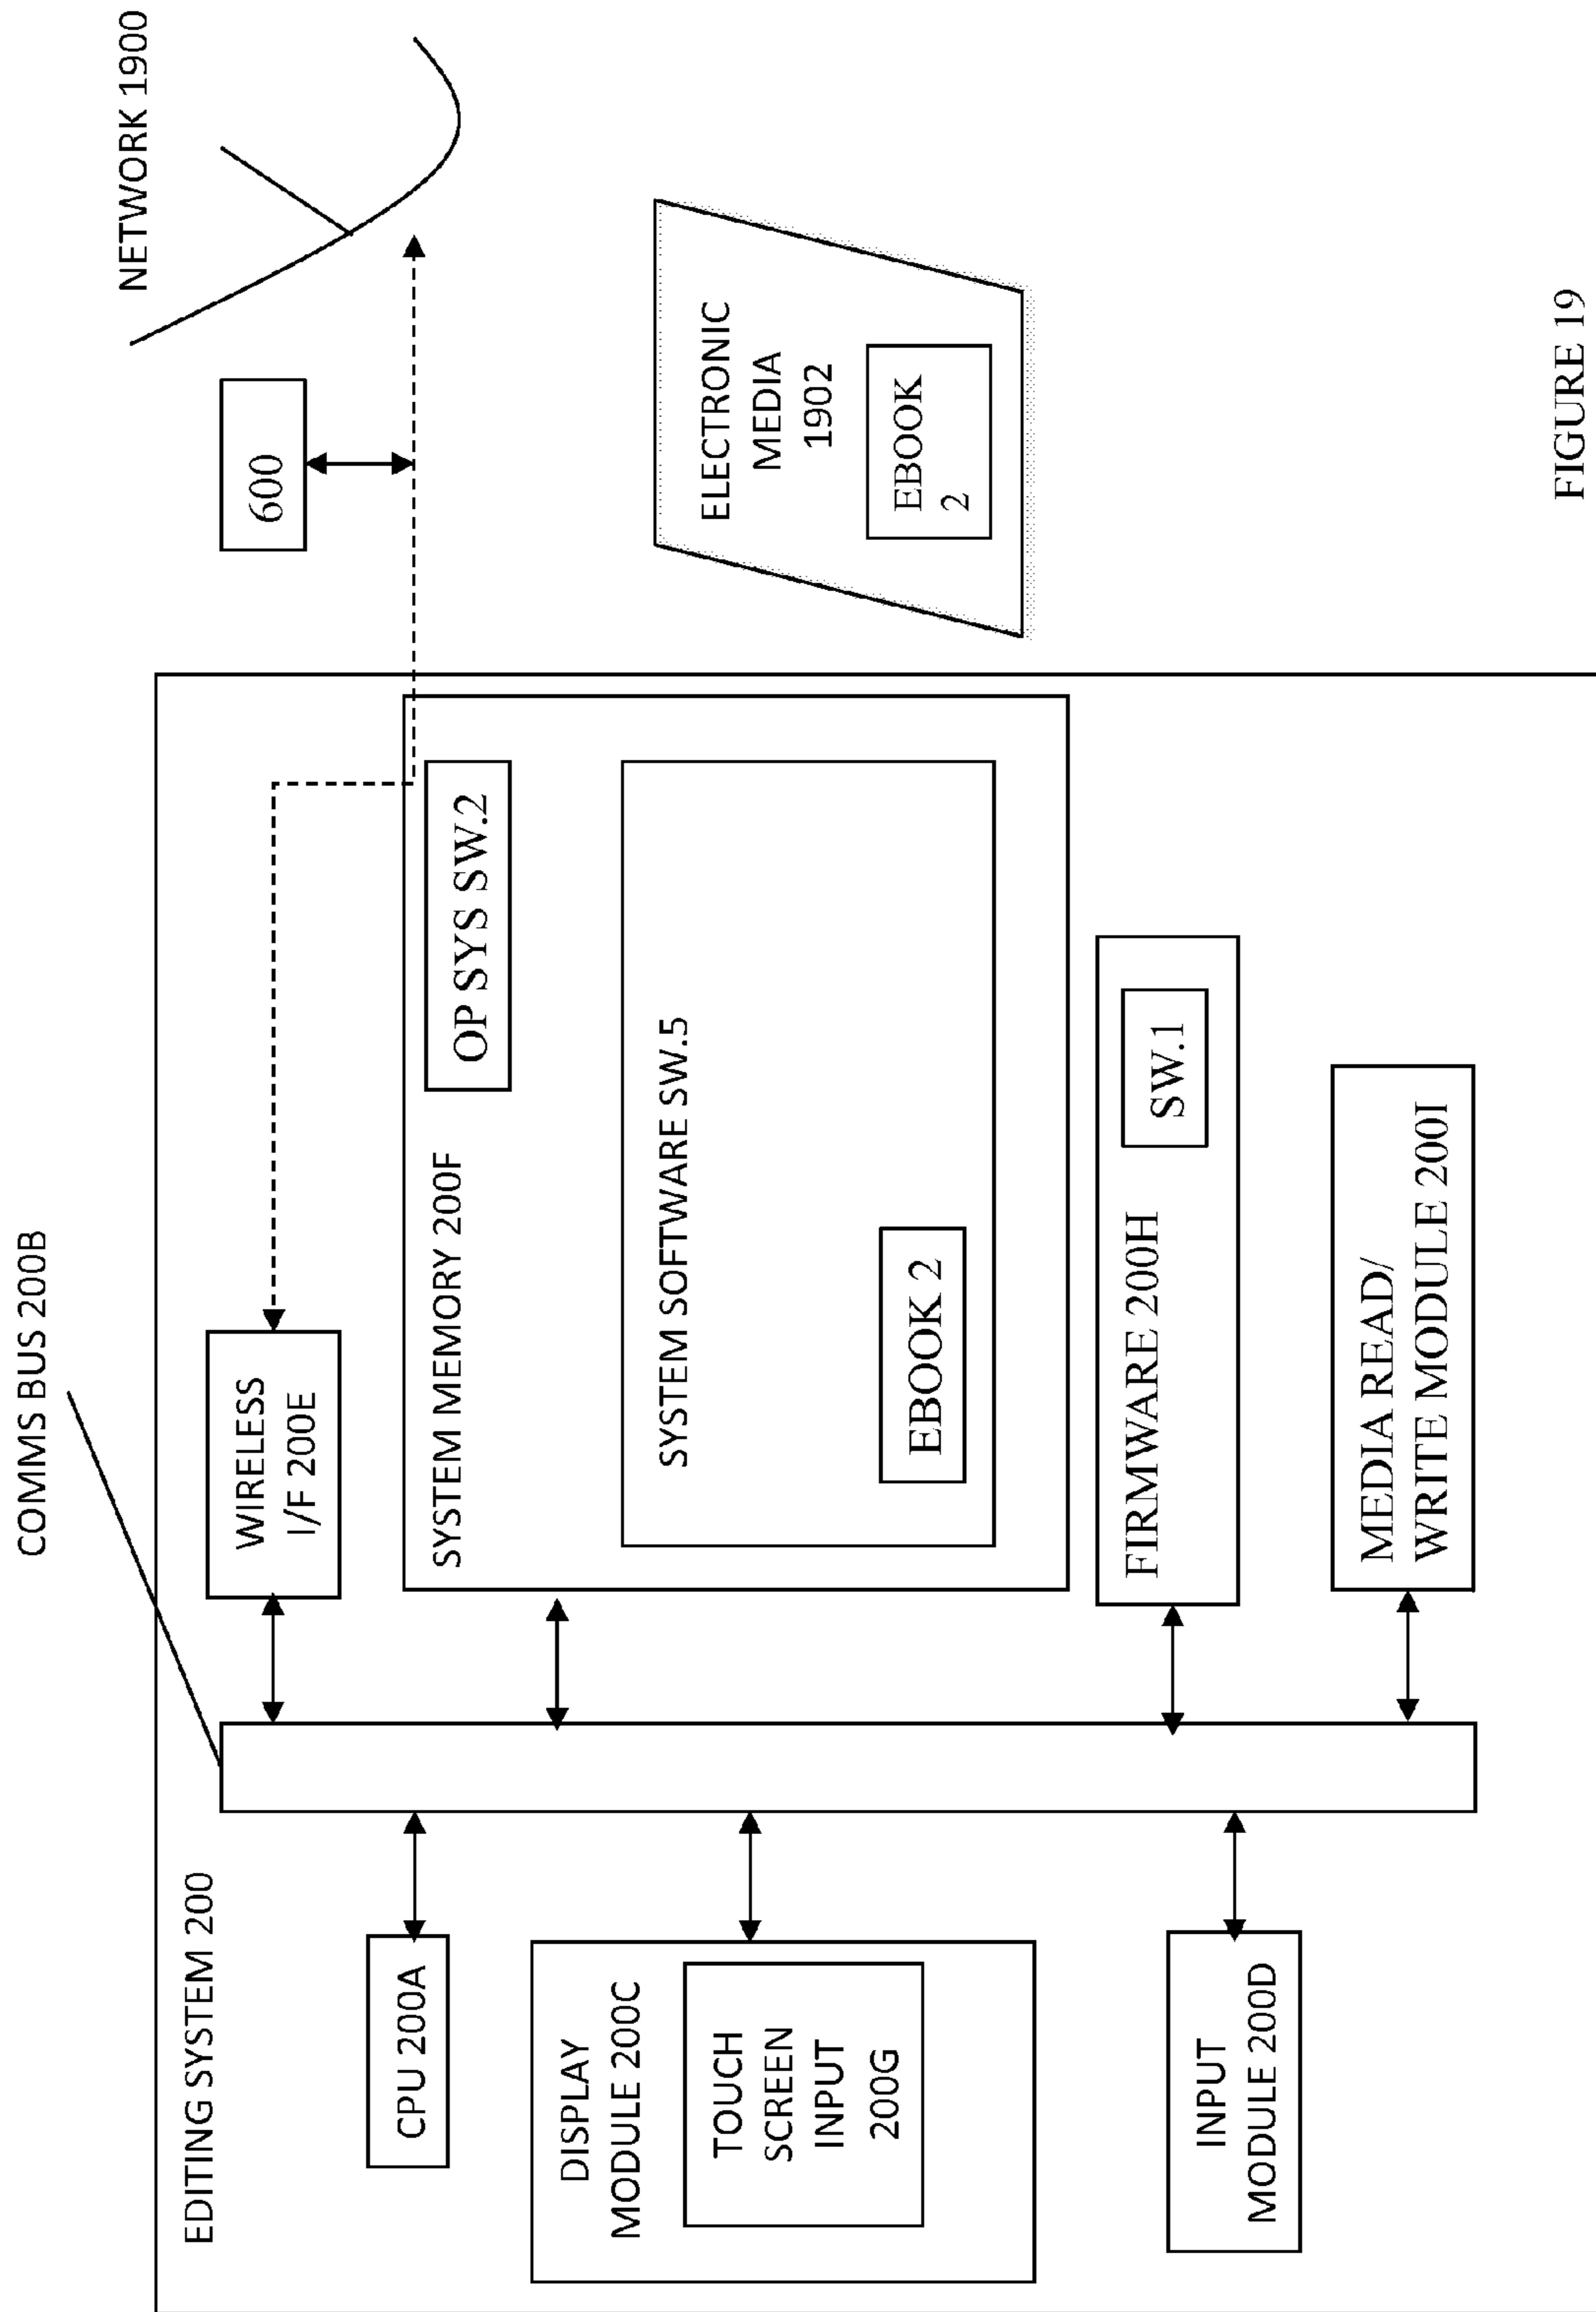 COMMS BUS 200B
NETWORK 1900
EDITING SYSTEM 200
CPU 200A
DISPLAY
MODULE 200C
TOUCH
SCREEN
INPUT
200G
INPUT
MODULE 200D
WIRELESS
I/F 200E
SYSTEM MEMORY 200F
OP SYS SW.2
SYSTEM SOFTWARE SW.5
EBOOK 2
FIRMWARE 200H
SW.1
MEDIA READ/
WRITE MODULE 200I
600
ELECTRONIC
MEDIA
1902
EBOOK
2
FIGURE 19